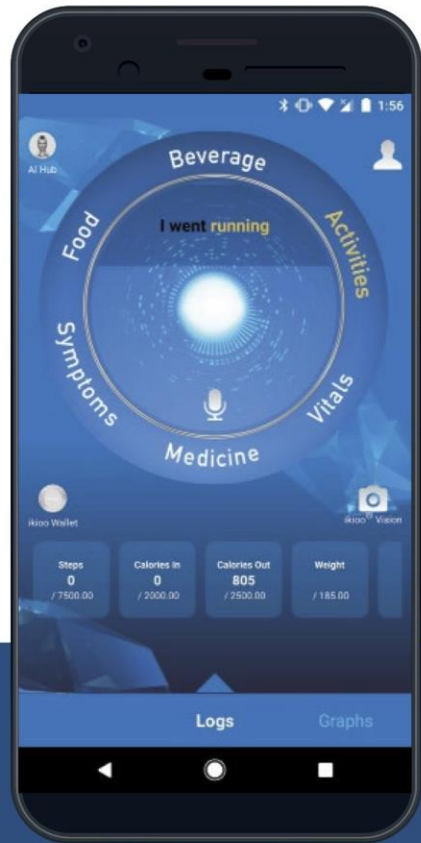 1:56
AI Hub
Beverage
Food
Activities
I went running
Symptoms
Vitals
Medicine
ikioo Wallet
ikioo® Vision
Steps
0
/ 7500.00
Calories In
0
/ 2000.00
Calories Out
805
/ 2500.00
Weight
/ 185.00
Logs
Graphs